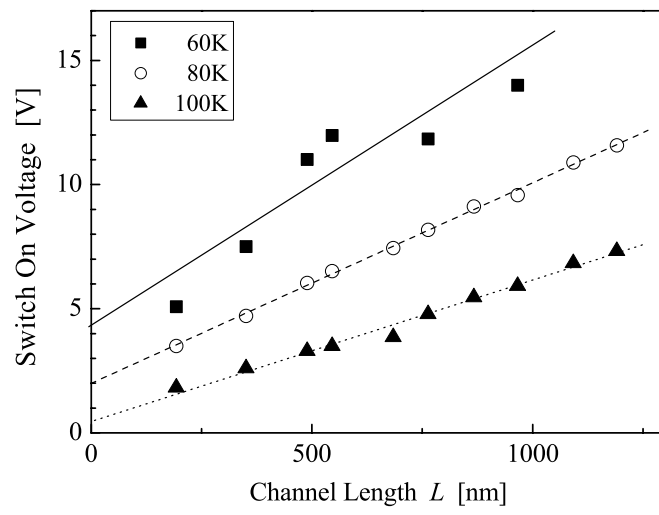 60K
80K
100K
Switch On Voltage [V]
15
10
5
0
0
500
1000
Channel Length L [nm]